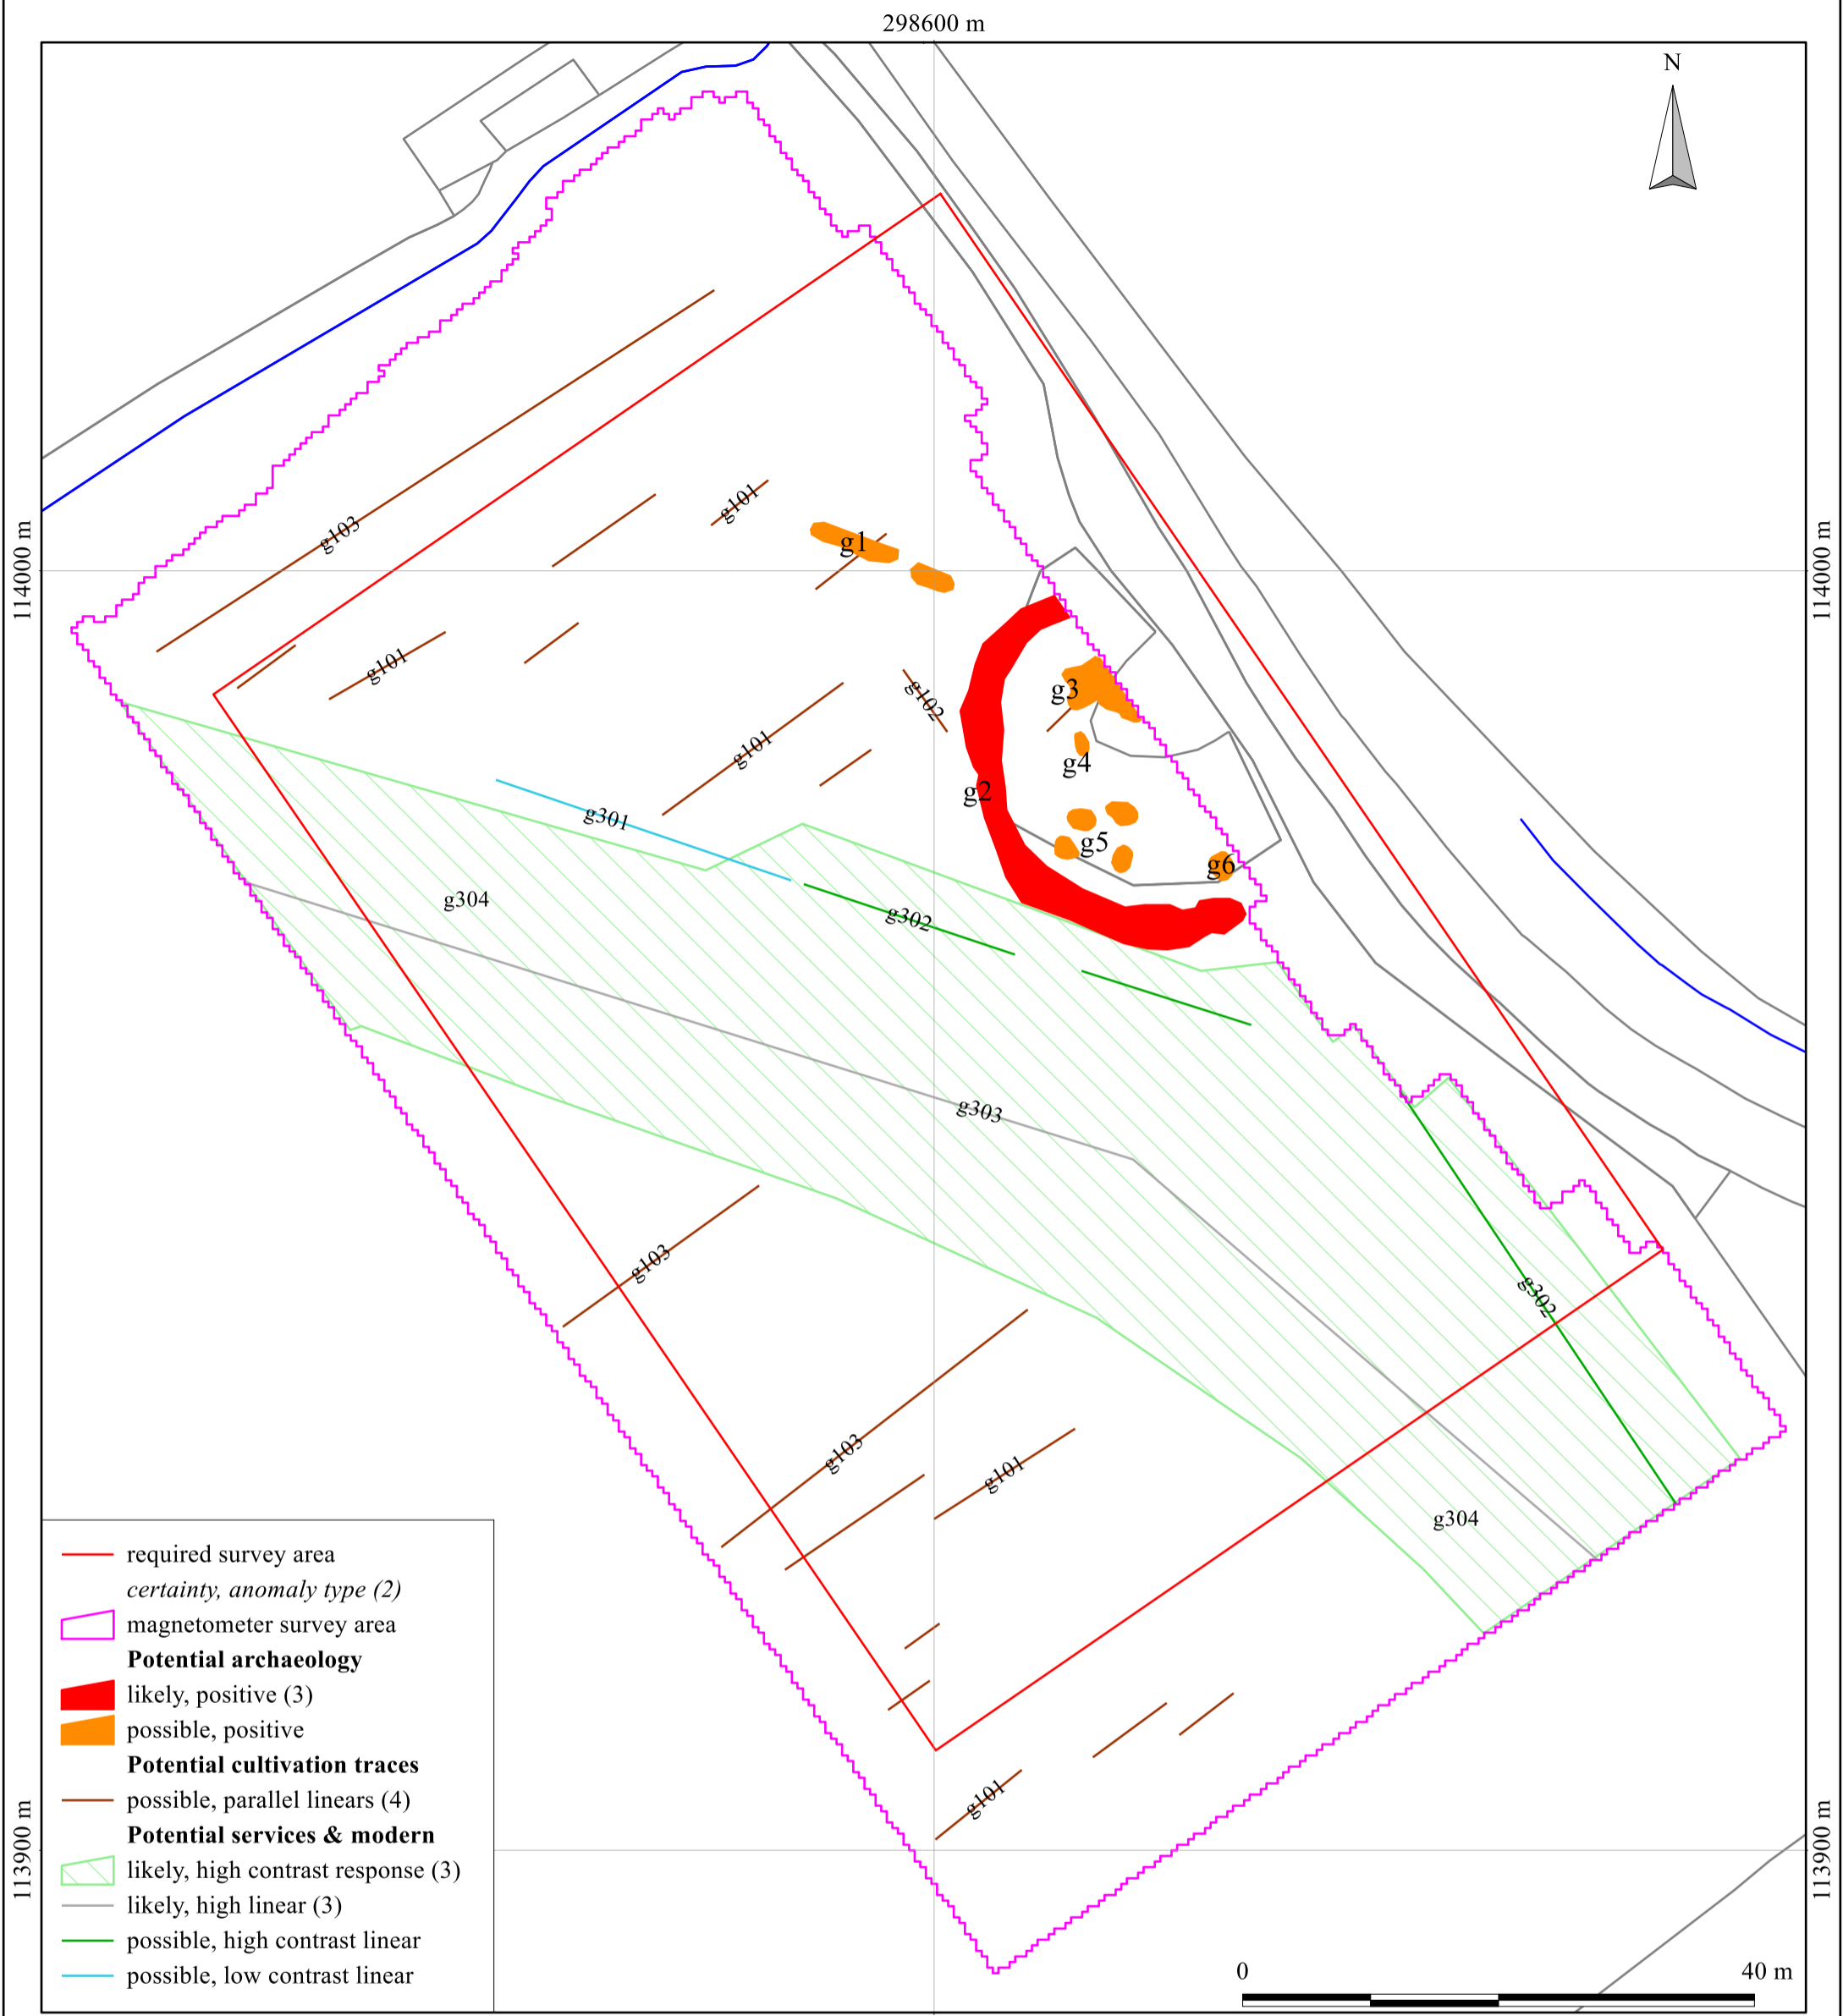 298600 m
N
g101
g103
g1
114000 m
114000 m
g101
g102
g3
g101
g4
g2
g301
g5
g6
g304
g302
g303
g103
g302
g103
g101
g304
required survey area
certainty, anomaly type (2)
magnetometer survey area
Potential archaeology
likely, positive (3)
possible, positive
Potential cultivation traces
possible, parallel linears (4)
Potential services & modern
likely, high contrast response (3)
likely, high linear (3)
possible, high contrast linear
possible, low contrast linear
g101
113900 m
113900 m
0 40 m